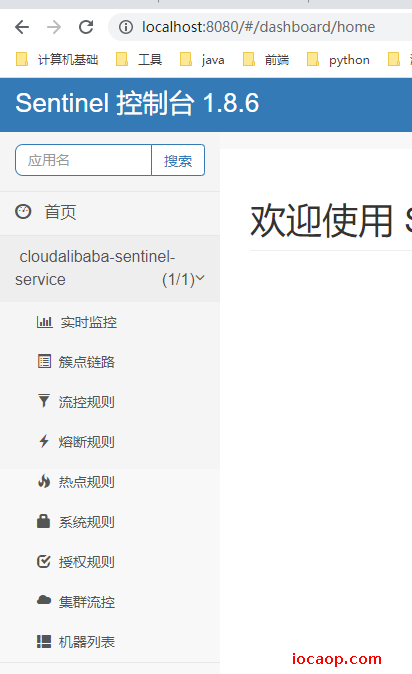 localhost:8080/#/dashboard/home
计算机基础 工具 java 前端 python
Sentinel 控制台 1.8.6
应用名 搜索
首页
欢迎使用 S
cloudalibaba-sentinel-
service (1/1)
实时监控
簇点链路
流控规则
熔断规则
热点规则
系统规则
授权规则
集群流控
机器列表
iocaop.com